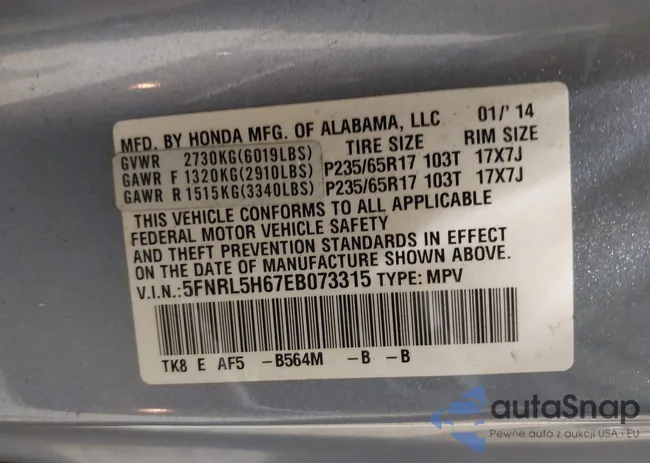 MFD. BY HONDA MFG. OF ALABAMA, LLC 01/'14
TIRE SIZE RIM SIZE
GVWR 2730KG(6019LBS)
GAWR F 1320KG(2910LBS) P235/65R17 103T 17X7J
GAWR R 1515KG(3340LBS) P235/65R17 103T 17X7J
THIS VEHICLE CONFORMS TO ALL APPLICABLE
FEDERAL MOTOR VEHICLE SAFETY
AND THEFT PREVENTION STANDARDS IN EFFECT
ON THE DATE OF MANUFACTURE SHOWN ABOVE.
V.I.N.:5FNRL5H67EB073315 TYPE: MPV
TK8 E AF5 -B564M -B -B
autaSnap
Pewne auta z aukcji USA i EU